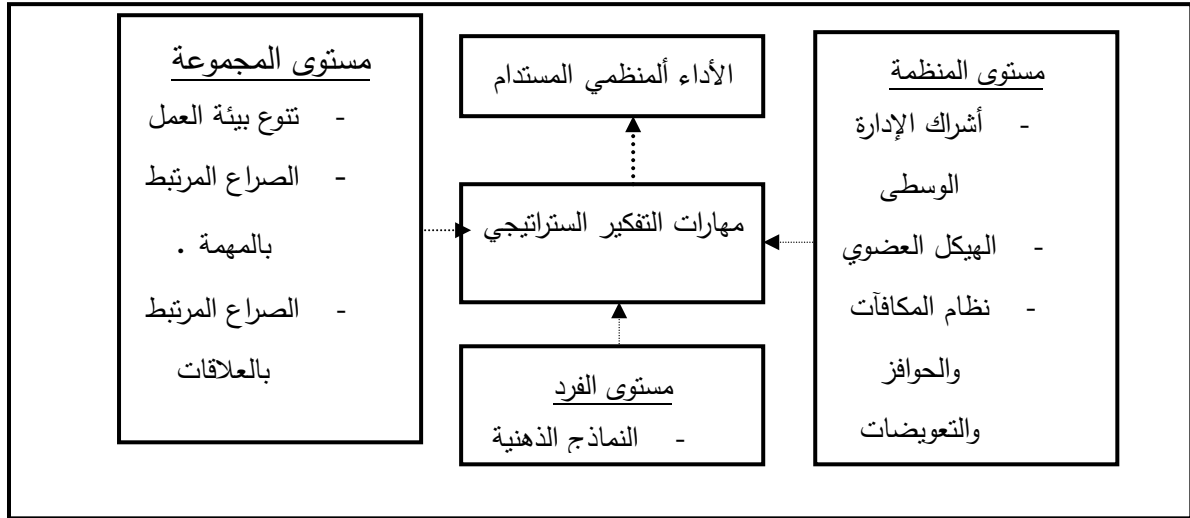 مستوى المنظمة
- أشراك الإدارة
الوسطى
- الهيكل العضوي
- نظام المكافآت
والحوافز
والتعويضات
الأداء ألمنظمي المستدام
مهارات التفكير الستراتيجي
مستوى الفرد
- النماذج الذهنية
مستوى المجموعة
- تنوع بيئة العمل
- الصراع المرتبط
بالمهمة .
- الصراع المرتبط
بالعلاقات